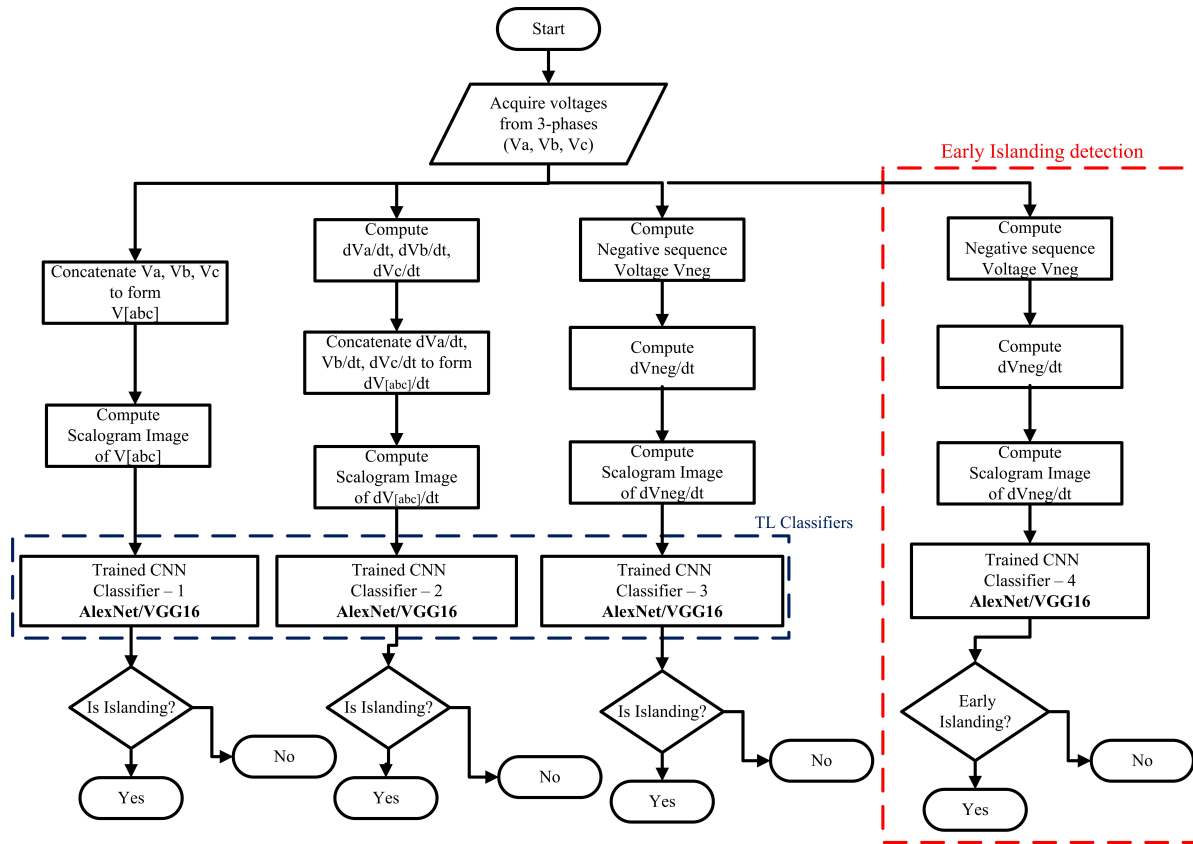 Start
Acquire voltages
from 3-phases
(Va, Vb, Vc)
Early Islanding detection
Concatenate Va, Vb, Vc
to form
V[abc]
Compute
Scalogram Image
of V[abc]
Trained CNN
Classifier – 1
AlexNet/VGG16
Is Islanding?
No
Yes
Compute
dVa/dt, dVb/dt,
dVc/dt
Concatenate dVa/dt,
Vb/dt, dVc/dt to form
dV[abc]/dt
Compute
Scalogram Image
of dV[abc]/dt
Trained CNN
Classifier – 2
AlexNet/VGG16
Is Islanding?
No
Yes
Compute
Negative sequence
Voltage Vneg
Compute
dVneg/dt
Compute
Scalogram Image
of dVneg/dt
TL Classifiers
Trained CNN
Classifier – 3
AlexNet/VGG16
Is Islanding?
No
Yes
Compute
Negative sequence
Voltage Vneg
Compute
dVneg/dt
Compute
Scalogram Image
of dVneg/dt
Trained CNN
Classifier – 4
AlexNet/VGG16
Early
Islanding?
No
Yes